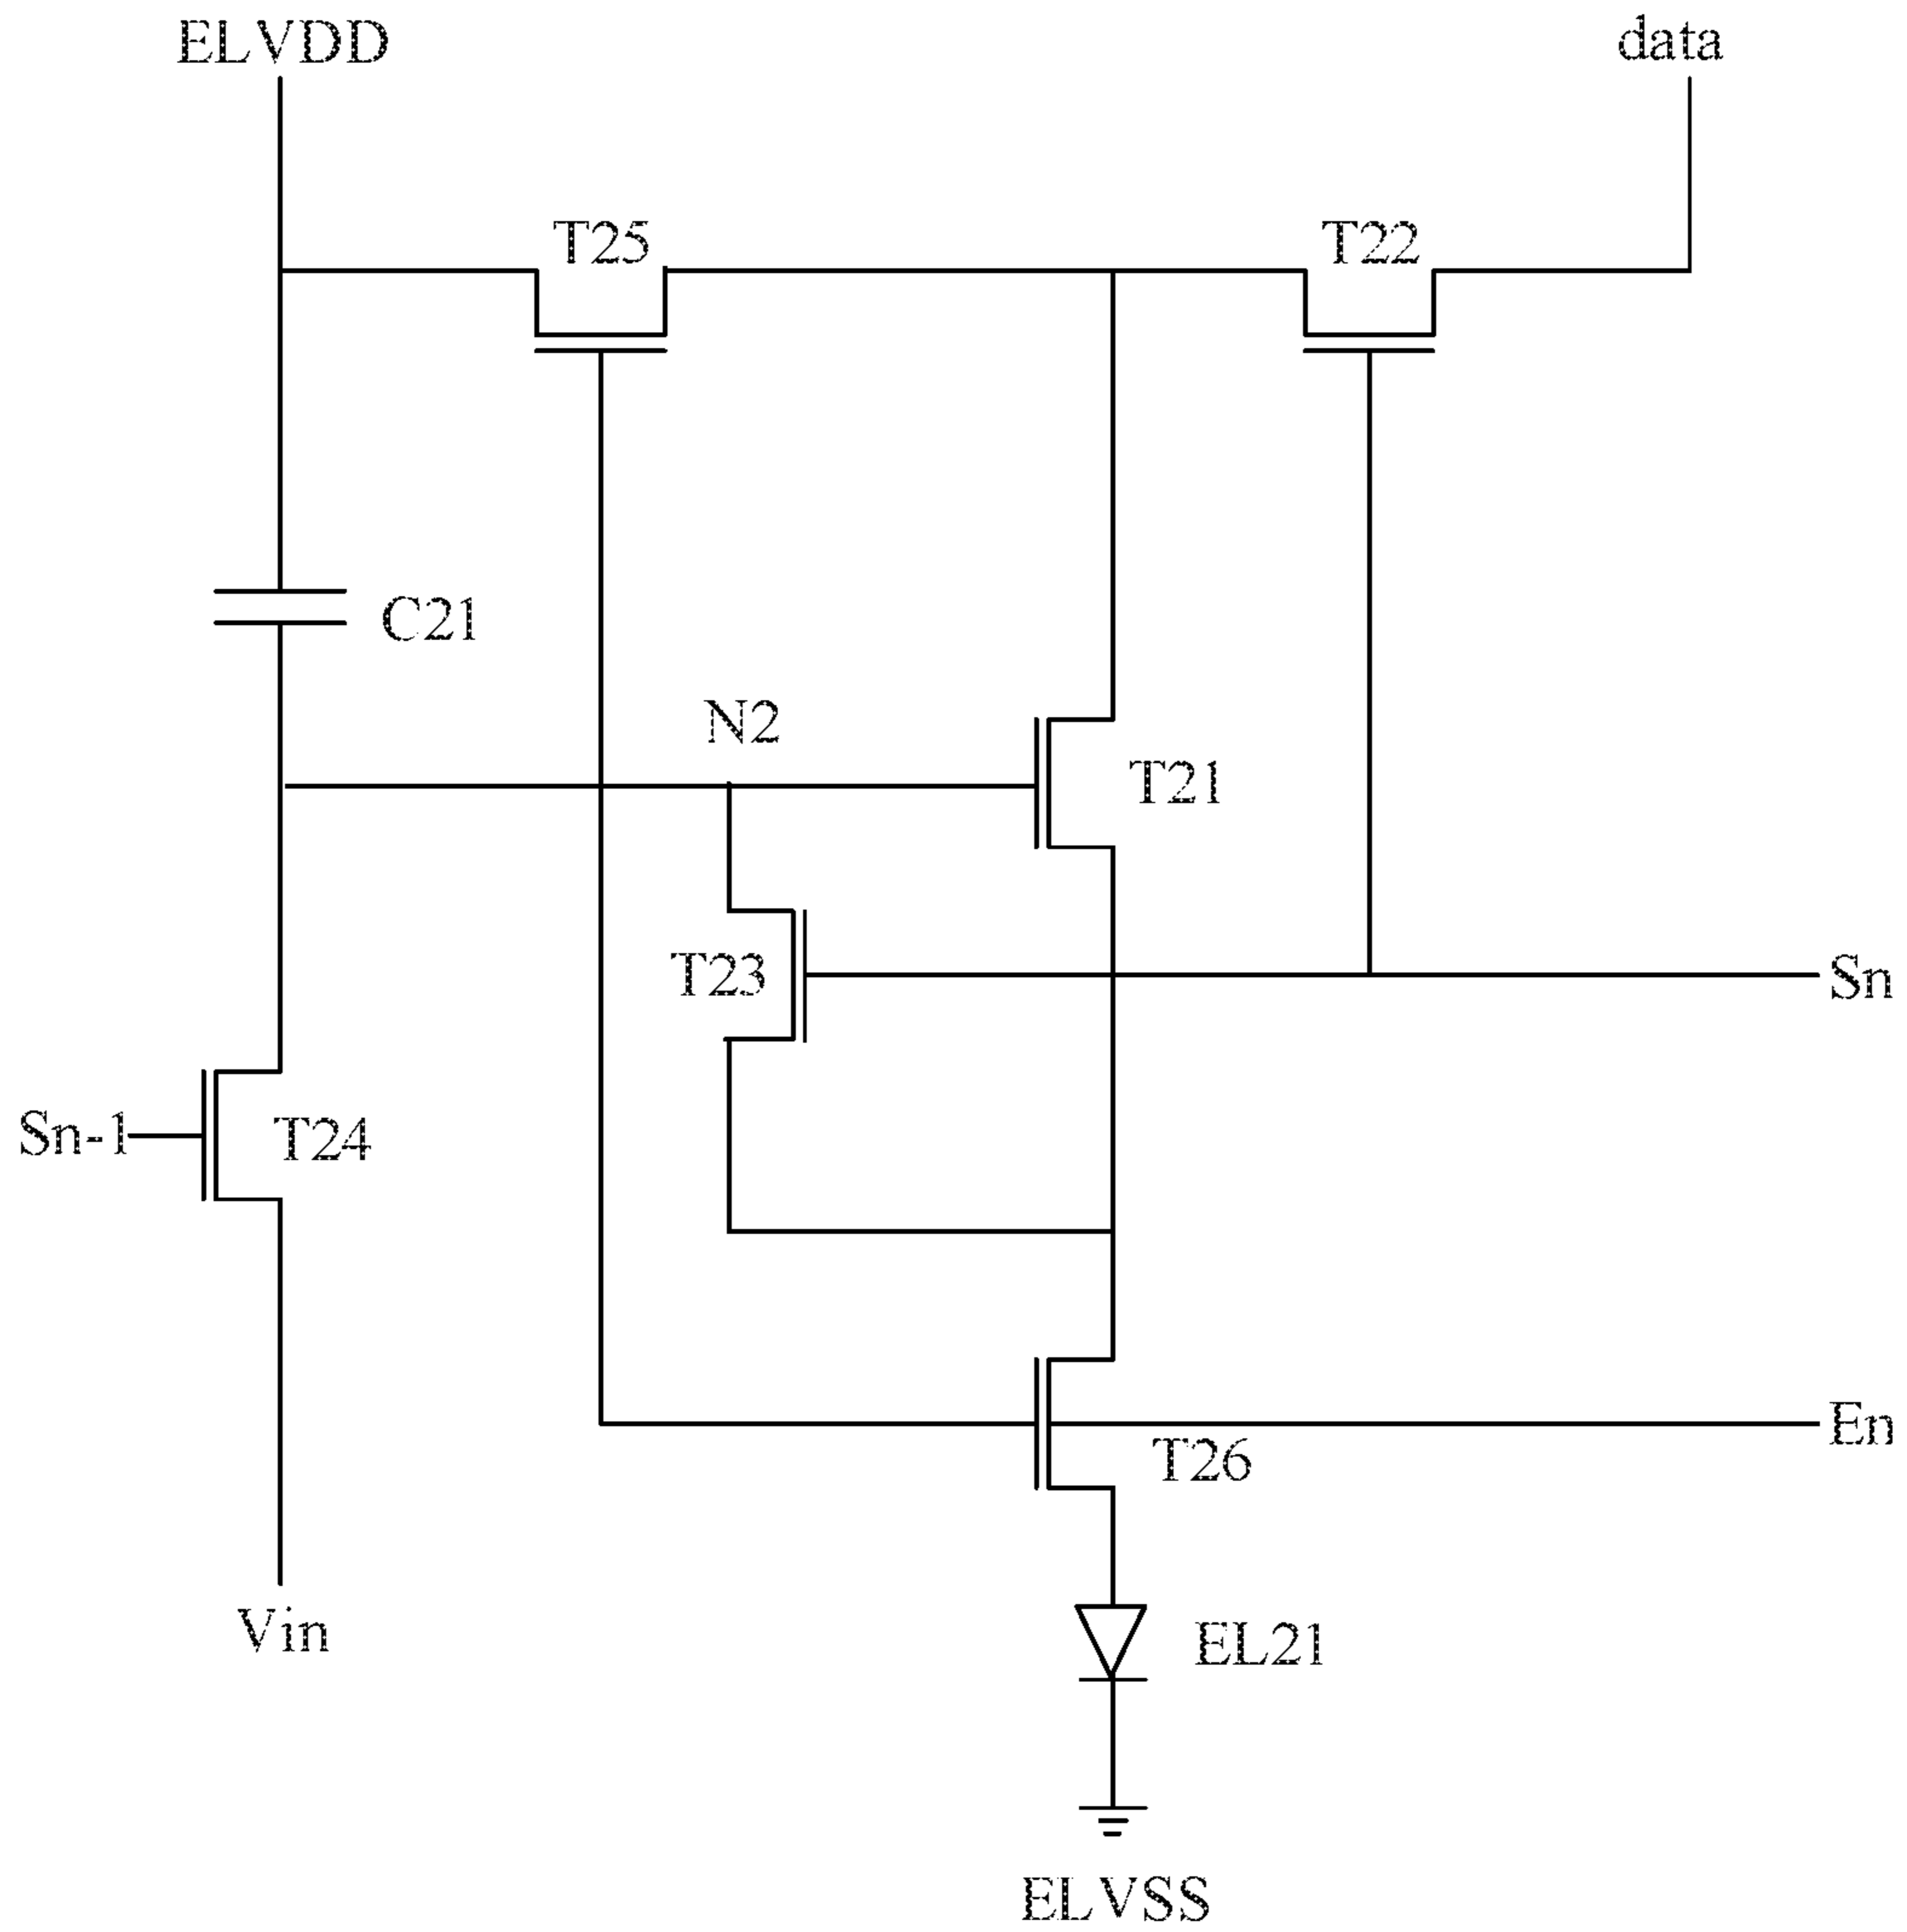 ELVDD
data
T25
T22
C21
N2
T21
T23
Sn
Sn-1
T24
En
T26
Vin
EL21
ELVSS